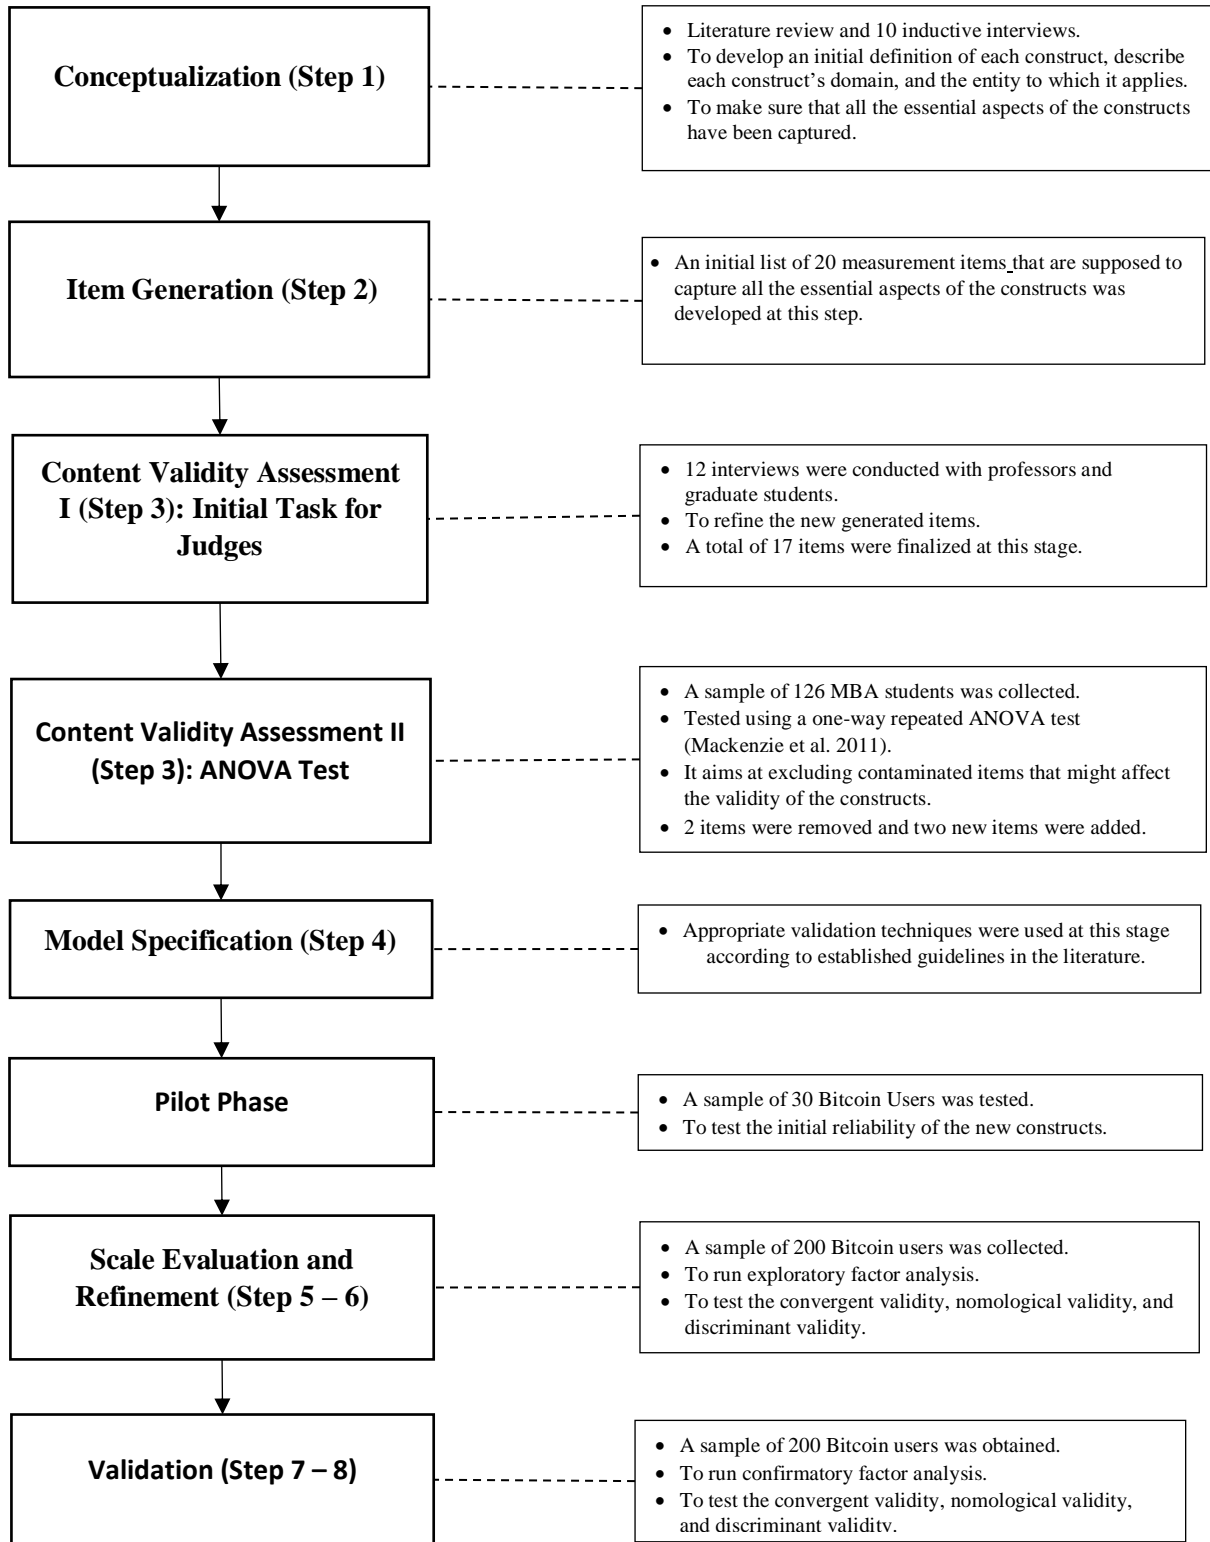 Conceptualization (Step 1)
• Literature review and 10 inductive interviews.
• To develop an initial definition of each construct, describe
each construct's domain, and the entity to which it applies.
• To make sure that all the essential aspects of the constructs
have been captured.
Item Generation (Step 2)
• An initial list of 20 measurement items that are supposed to
capture all the essential aspects of the constructs was
developed at this step.
Content Validity Assessment
I (Step 3): Initial Task for
Judges
• 12 interviews were conducted with professors and
graduate students.
• To refine the new generated items.
• A total of 17 items were finalized at this stage.
Content Validity Assessment II
(Step 3): ANOVA Test
• A sample of 126 MBA students was collected.
• Tested using a one-way repeated ANOVA test
(Mackenzie et al. 2011).
• It aims at excluding contaminated items that might affect
the validity of the constructs.
• 2 items were removed and two new items were added.
Model Specification (Step 4)
• Appropriate validation techniques were used at this stage
according to established guidelines in the literature.
Pilot Phase
• A sample of 30 Bitcoin Users was tested.
• To test the initial reliability of the new constructs.
Scale Evaluation and
Refinement (Step 5 – 6)
• A sample of 200 Bitcoin users was collected.
• To run exploratory factor analysis.
• To test the convergent validity, nomological validity, and
discriminant validity.
Validation (Step 7 – 8)
• A sample of 200 Bitcoin users was obtained.
• To run confirmatory factor analysis.
• To test the convergent validity, nomological validity,
and discriminant validity.